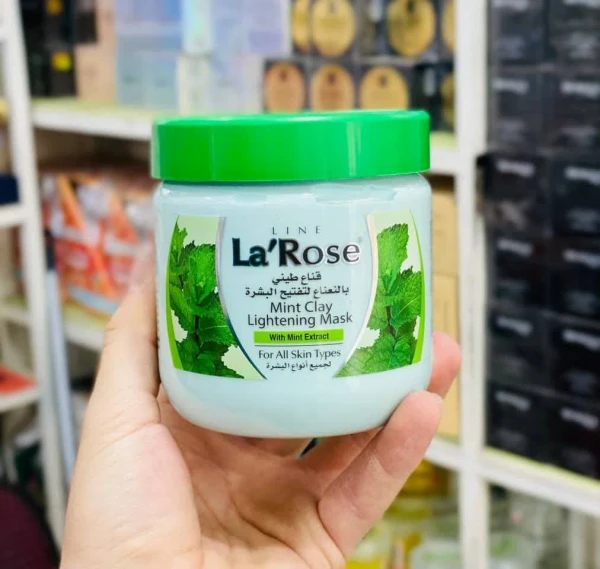 LINE
La'Rose
قناع طيني
بالنعناع لتفتيح البشرة
Mint Clay
Lightening Mask
With Mint Extract
For All Skin Types
لجميع أنواع البشرة